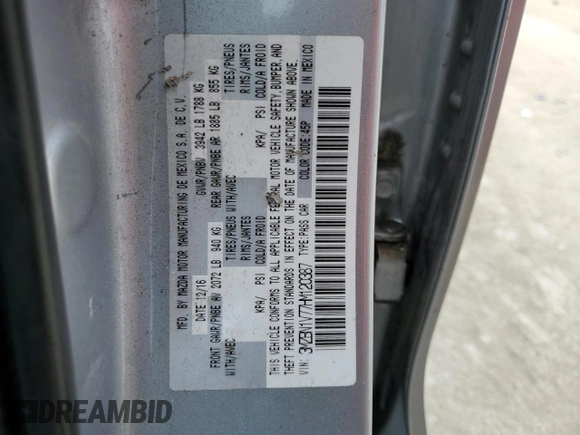 MFD. BY MAZDA MOTOR MANUFACTURING DE MEXICO S.A. DE C.V.
DATE: 12/16 GVWR/PNBV 3942 LB 1788 KG
FRONT GAWR/PNBE AV 2072 LB 940 KG REAR GAWR/PNBE AR 1885 LB 855 KG
WITH/AVEC TIRES/PNEUS WITH/AVEC TIRES/PNEUS
RIMS/JANTES RIMS/JANTES
KPA/ PSI COLD/A FROID KPA/ PSI COLD/A FROID
THIS VEHICLE CONFORMS TO ALL APPLICABLE FEDERAL MOTOR VEHICLE SAFETY, BUMPER, AND
THEFT PREVENTION STANDARDS IN EFFECT ON THE DATE OF MANUFACTURE SHOWN ABOVE.
COLOR CODE: 45P MADE IN MEXICO
VIN: 3MZBN1V77HM120387 TYPE: PASS CAR
DREAMBID